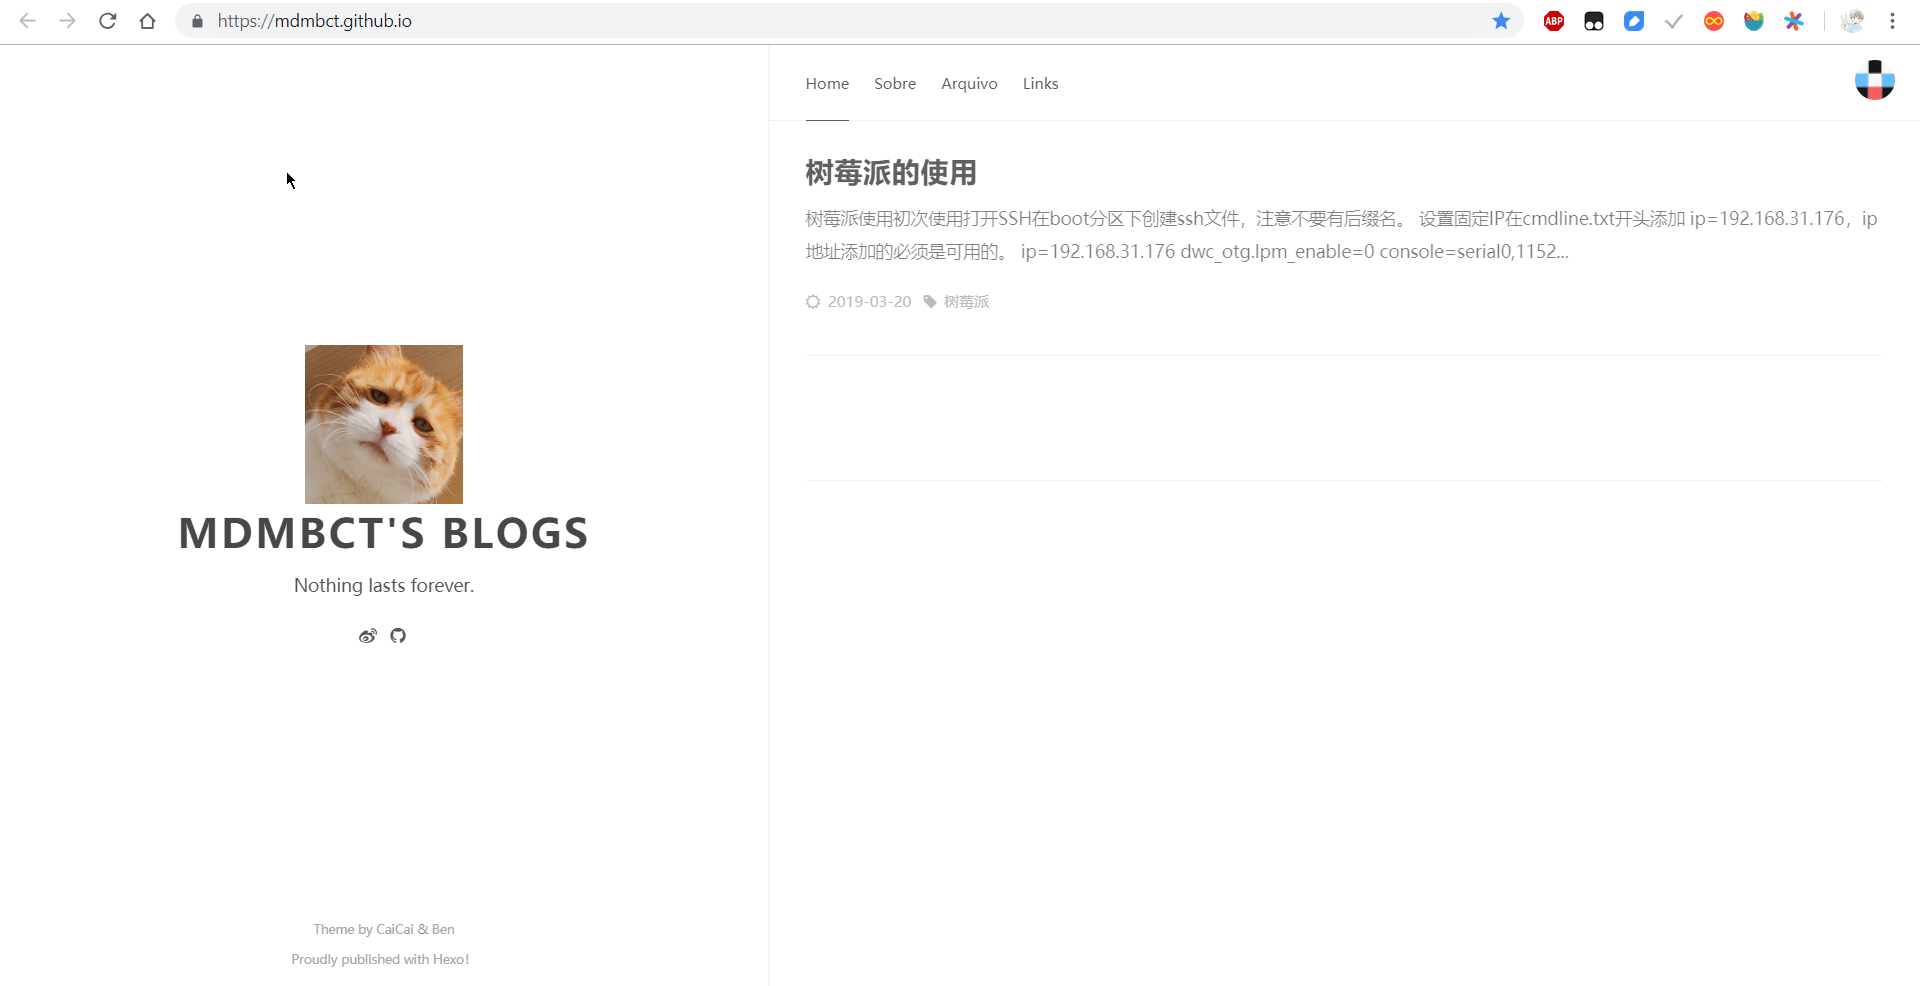 https://mdmbct.github.io
ABP
Home Sobre Arquivo Links
树莓派的使用
树莓派使用初次使用打开SSH在boot分区下创建ssh文件，注意不要有后缀名。 设置固定IP在cmdline.txt开头添加 ip=192.168.31.176，ip
地址添加的必须是可用的。 ip=192.168.31.176 dwc_otg.lpm_enable=0 console=serial0,1152...
2019-03-20 树莓派
MDMBCT'S BLOGS
Nothing lasts forever.
Theme by CaiCai & Ben
Proudly published with Hexo!